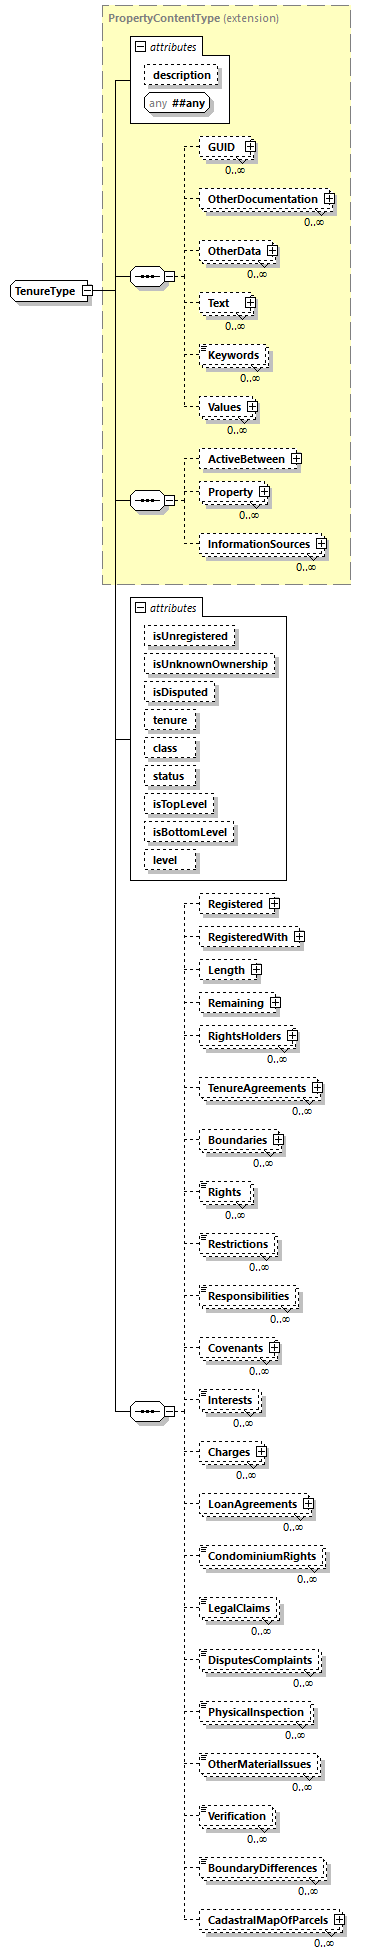 PropertyContentType (extension)
attributes
description
any ##any
GUID
0..∞
OtherDocumentation
0..∞
OtherData
0..∞
TenureType
Text
0..∞
Keywords
0..∞
Values
0..∞
ActiveBetween
Property
0..∞
InformationSources
0..∞
attributes
isUnregistered
isUnknownOwnership
isDisputed
tenure
class
status
isTopLevel
isBottomLevel
level
Registered
RegisteredWith
Length
Remaining
RightsHolders
0..∞
TenureAgreements
0..∞
Boundaries
0..∞
Rights
0..∞
Restrictions
0..∞
Responsibilities
0..∞
Covenants
0..∞
Interests
0..∞
Charges
0..∞
LoanAgreements
0..∞
CondominiumRights
0..∞
LegalClaims
0..∞
DisputesComplaints
0..∞
PhysicalInspection
0..∞
OtherMaterialIssues
0..∞
Verification
0..∞
BoundaryDifferences
0..∞
CadastralMapOfParcels
0..∞